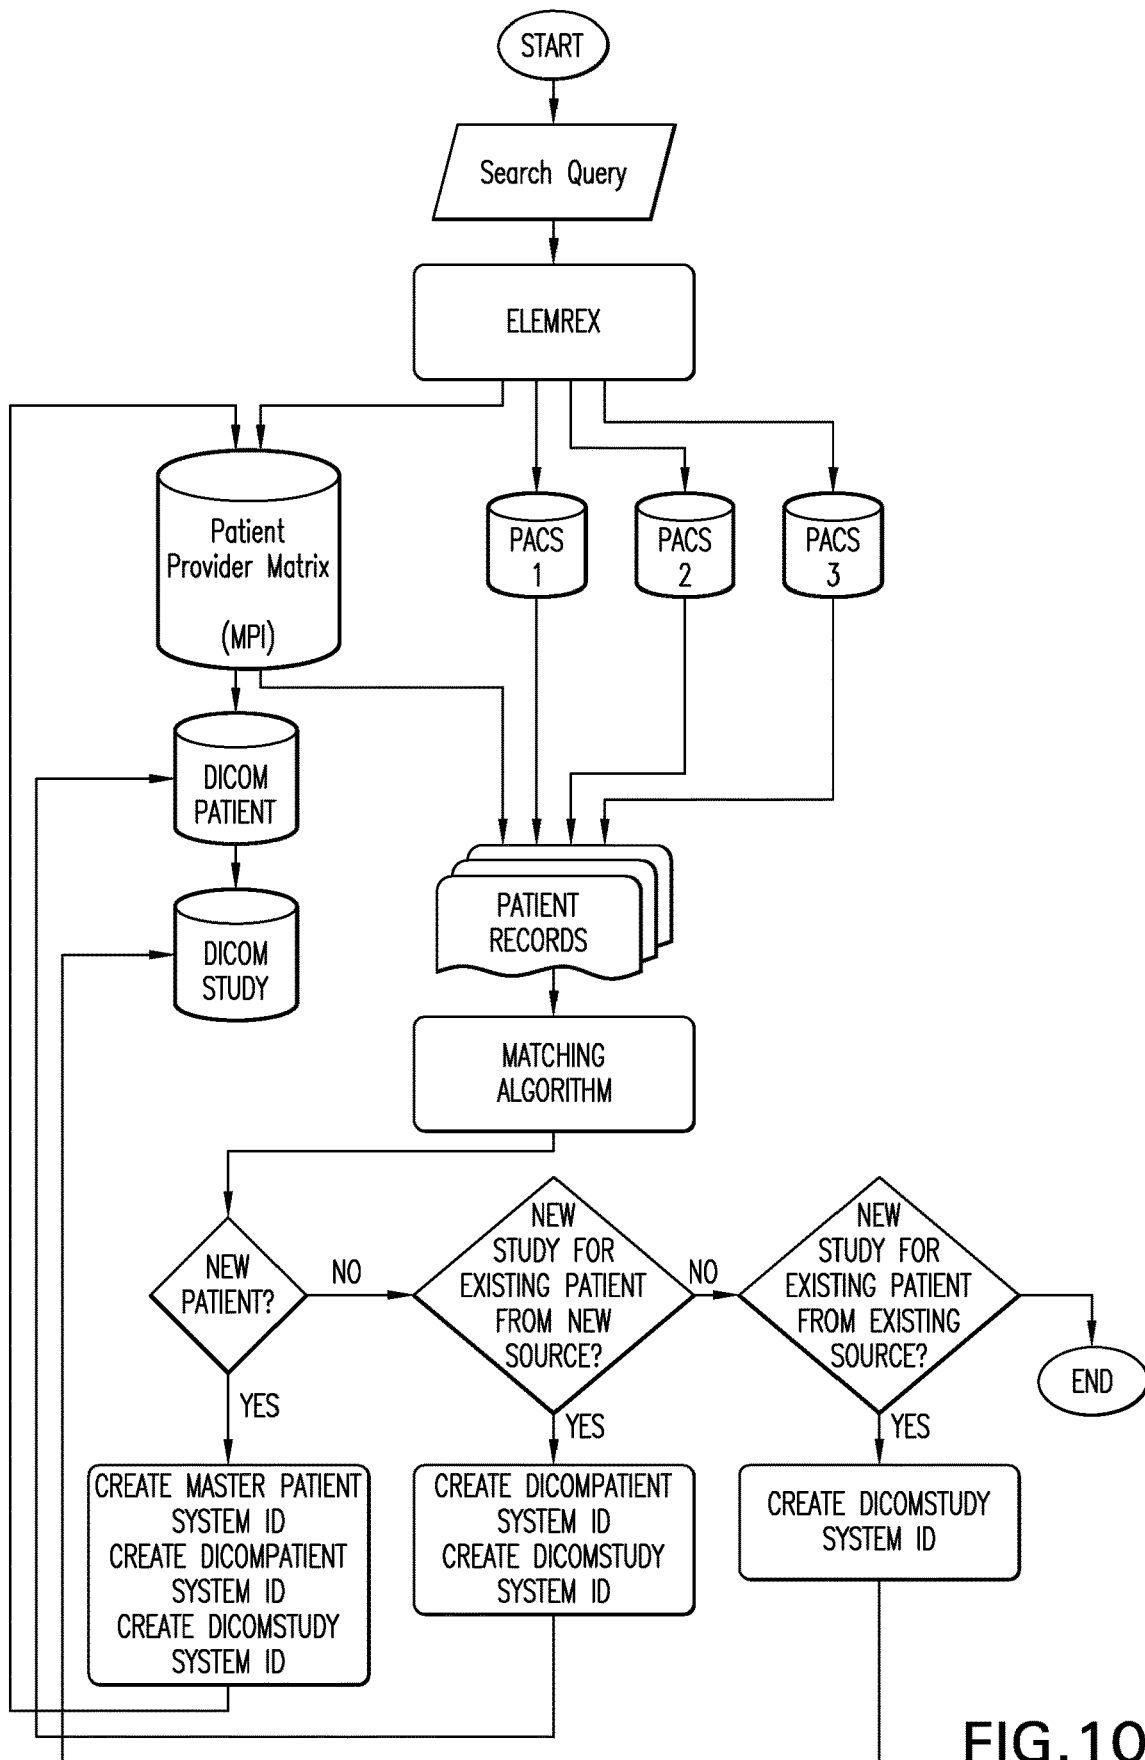 START
Search Query
ELEMREX
Patient
Provider Matrix
(MPI)
PACS
1
PACS
2
PACS
3
DICOM
PATIENT
DICOM
STUDY
PATIENT
RECORDS
MATCHING
ALGORITHM
NEW
PATIENT?
NO
YES
NEW
STUDY FOR
EXISTING PATIENT
FROM NEW
SOURCE?
NO
YES
NEW
STUDY FOR
EXISTING PATIENT
FROM EXISTING
SOURCE?
YES
END
CREATE MASTER PATIENT
SYSTEM ID
CREATE DICOMPATIENT
SYSTEM ID
CREATE DICOMSTUDY
SYSTEM ID
CREATE DICOMPATIENT
SYSTEM ID
CREATE DICOMSTUDY
SYSTEM ID
CREATE DICOMSTUDY
SYSTEM ID
FIG.10